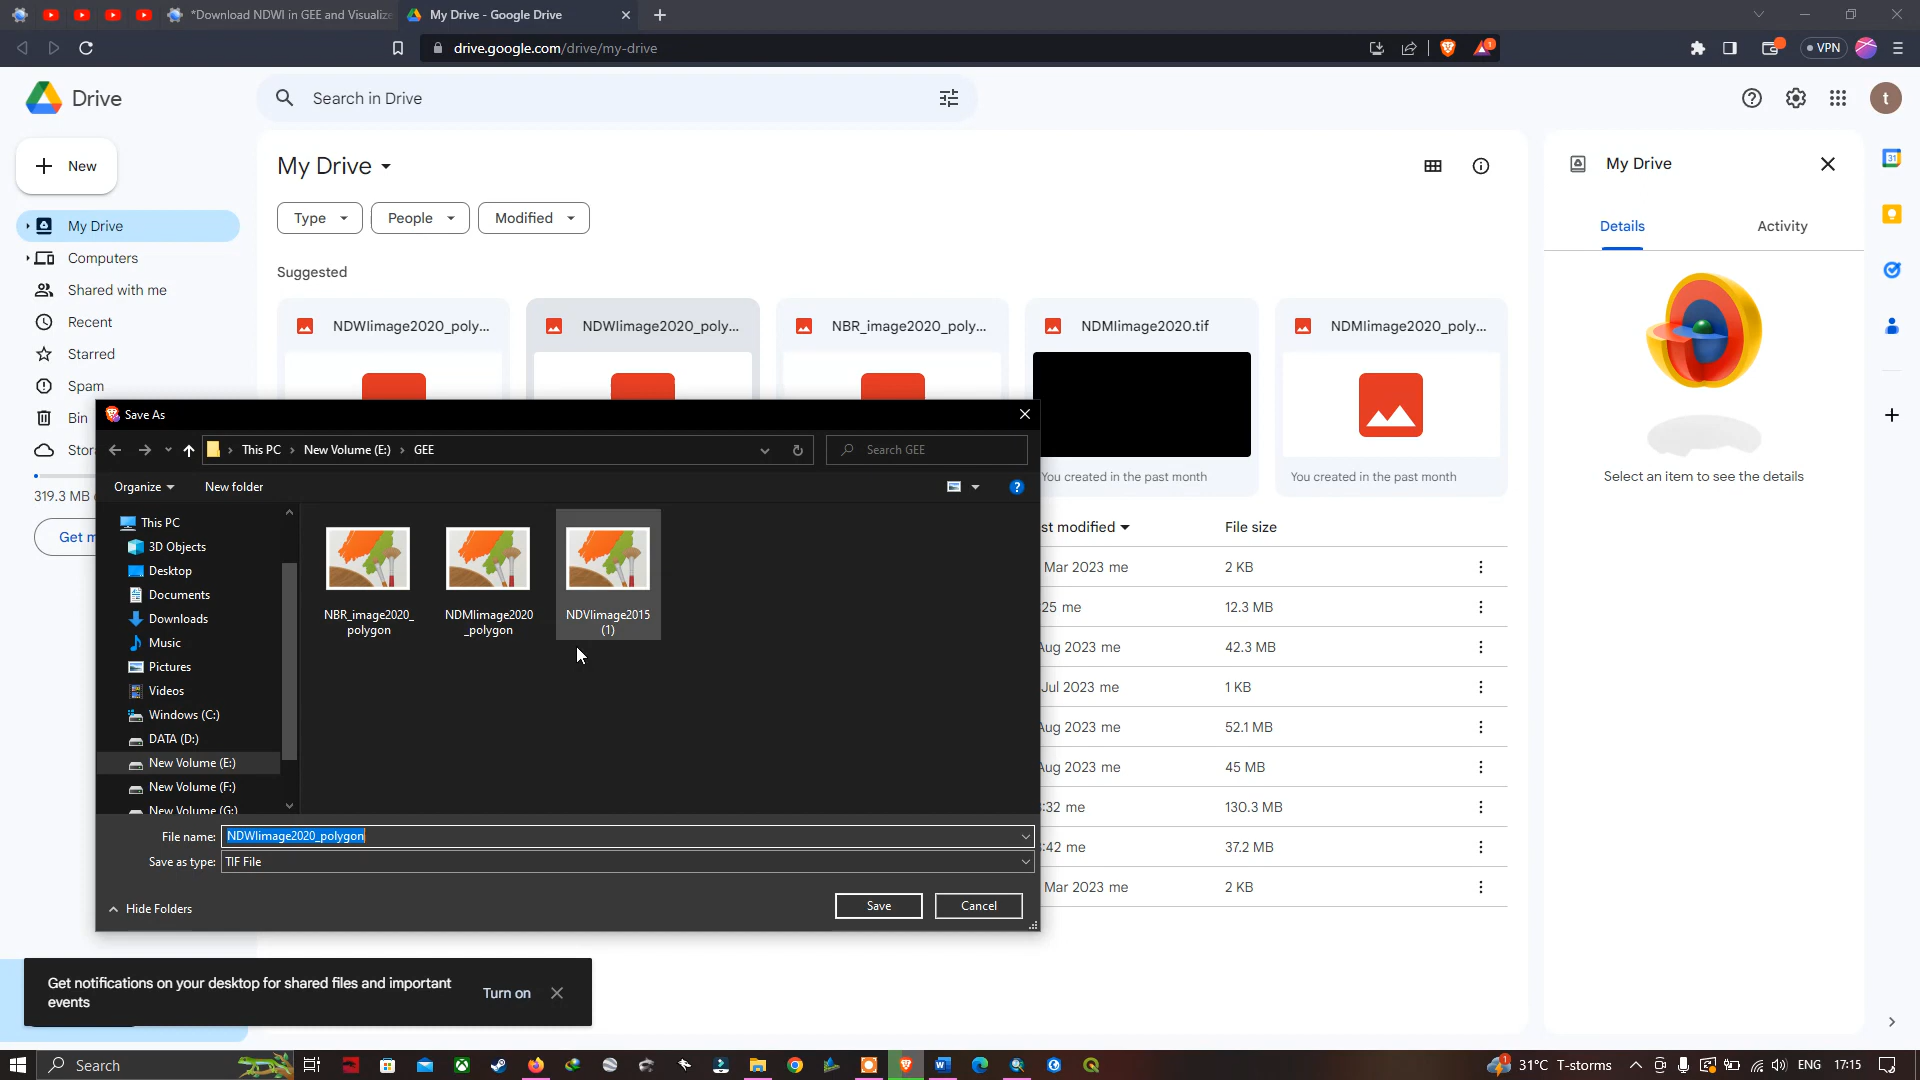 *Download NDWI in GEE and Visualiz
My Drive - Google Drive
drive.google.com/drive/my-drive
1
VPN
Drive
Search in Drive
t
New
My Drive
Computers
Shared with me
Recent
Starred
Spam
Bin
Stor
319.3 MB
Get m
My Drive
Type
People
Modified
Suggested
NDWIimage2020_poly...
NDWIimage2020_poly...
NBR_image2020_poly...
NDMIimage2020.tif
NDMIimage2020_poly...
You created in the past month
You created in the past month
st modified
File size
Mar 2023 me
2 KB
25 me
12.3 MB
Aug 2023 me
42.3 MB
Jul 2023 me
1 KB
Aug 2023 me
52.1 MB
Aug 2023 me
45 MB
:32 me
130.3 MB
:42 me
37.2 MB
Mar 2023 me
2 KB
My Drive
Details
Activity
Select an item to see the details
31
Save As
This PC
New Volume (E:)
GEE
Search GEE
Organize
New folder
?
This PC
3D Objects
Desktop
Documents
Downloads
Music
Pictures
Videos
Windows (C:)
DATA (D:)
New Volume (E:)
New Volume (F:)
New Volume (G:)
NBR_image2020_
polygon
NDMIimage2020
_polygon
NDVIimage2015
(1)
File name:
NDWIimage2020_polygon
Save as type:
TIF File
Hide Folders
Save
Cancel
Get notifications on your desktop for shared files and important
events
Turn on
Search
1
31°C T-storms
ENG
17:15